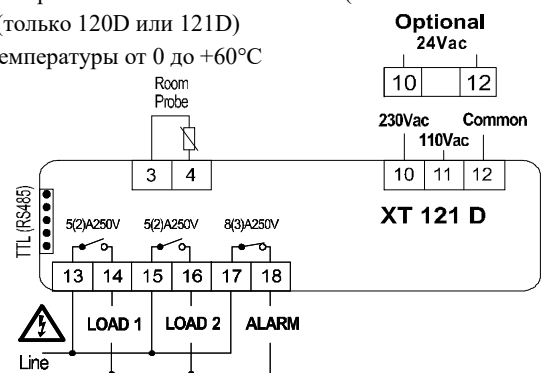 (только 120D или 121D)
емпературы от 0 до +60°C
Optional
24Vac
10 12
Room
Probe
230Vac Common
110Vac
3 4
10 11 12
XT 121 D
TTL (RS485)
5(2)A250V 5(2)A250V 8(3)A250V
13 14 15 16 17 18
LOAD 1 LOAD 2 ALARM
Line